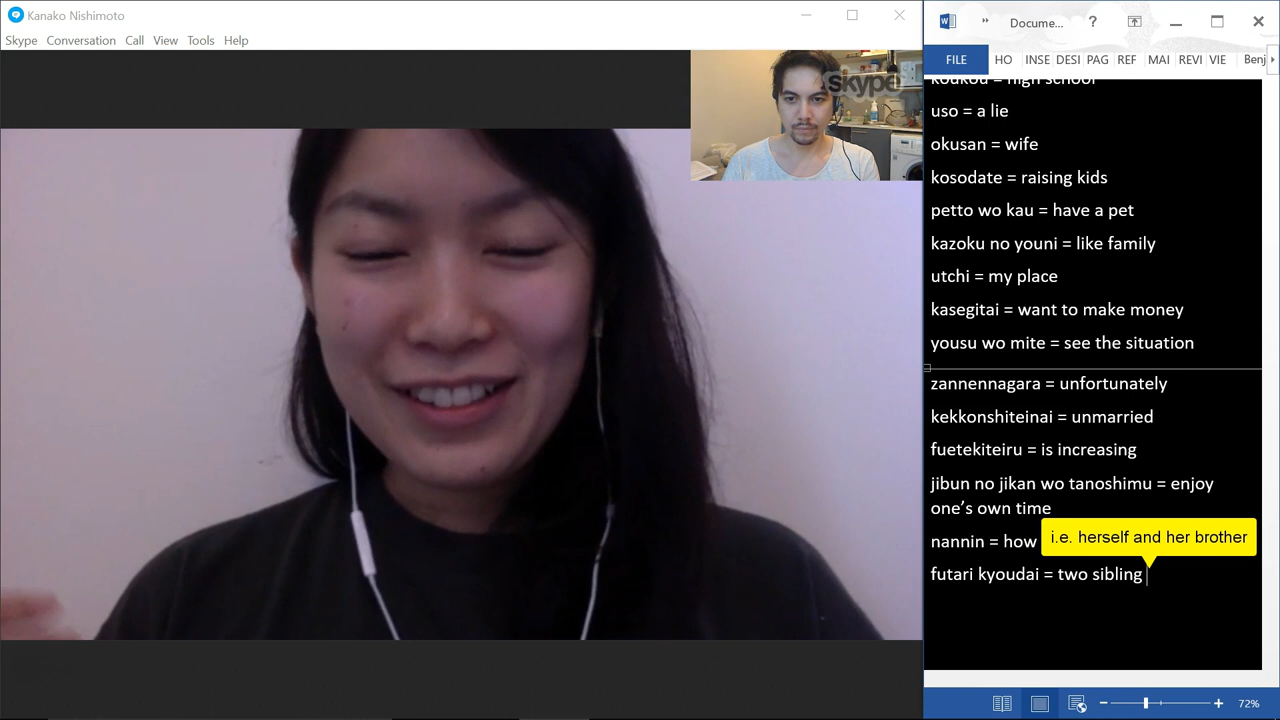 Kanako Nishimoto
Skype Conversation Call View Tools Help
skype
Docume... ?
FILE HO INSE DESI PAG REF MAI REVI VIE Benj
koukou = high school
uso = a lie
okusan = wife
kosodate = raising kids
petto wo kau = have a pet
kazoku no youni = like family
utchi = my place
kasegitai = want to make money
yousu wo mite = see the situation
zannennagara = unfortunately
kekkonshiteinai = unmarried
fuetekiteiru = is increasing
jibun no jikan wo tanoshimu = enjoy
one's own time
nannin = how
i.e. herself and her brother
futari kyoudai = two sibling
72%